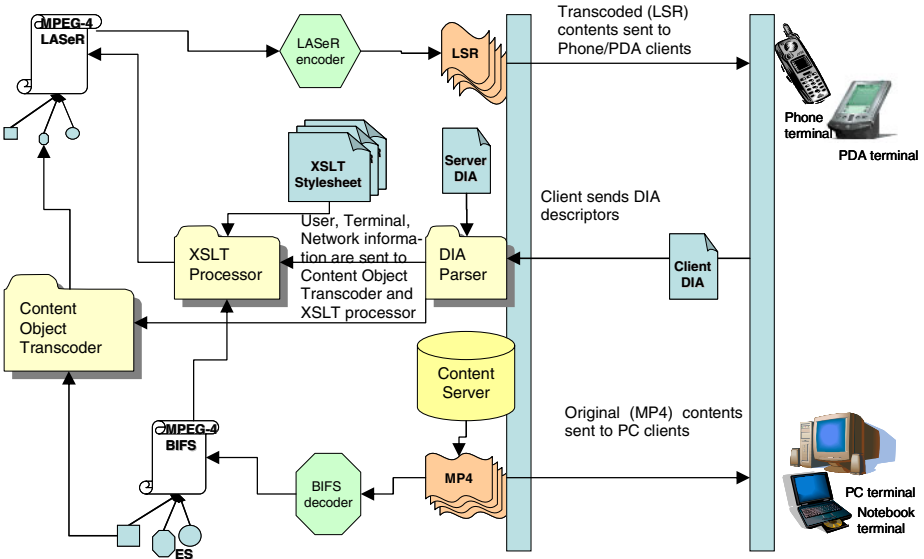 MPEG-4
LASeR
LASeR
encoder
LSR
Transcoded (LSR)
contents sent to
Phone/PDA clients
Phone
terminal
PDA terminal
XSLT
Stylesheet
Server
DIA
Client sends DIA
descriptors
User, Terminal,
Network informa-
tion are sent to
Content Object
Transcoder and
XSLT processor
XSLT
Processor
DIA
Parser
Client
DIA
Content
Object
Transcoder
Content
Server
MPEG-4
BIFS
Original (MP4) contents
sent to PC clients
BIFS
decoder
MP4
PC terminal
Notebook
terminal
ES